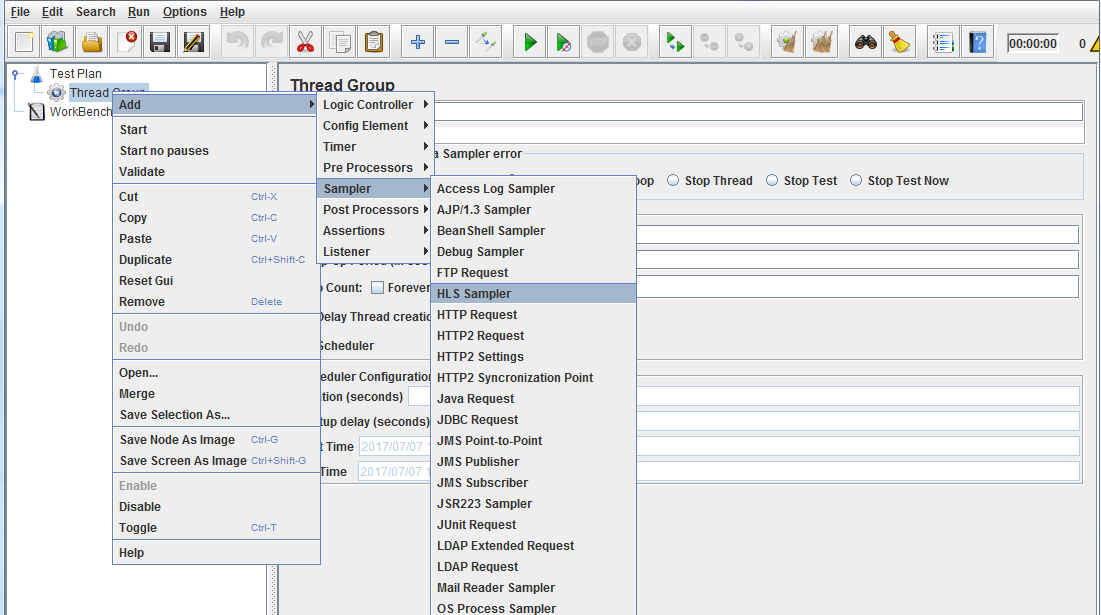 File Edit Search Run Options Help
00:00:00 0
Test Plan
Thread Group
WorkBench
Thread Group
a Sampler error
oop Stop Thread Stop Test Stop Test Now
Count: Forever
Delay Thread creatio
Scheduler
eduler Configuration
tion (seconds)
tup delay (seconds)
t Time 2017/07/07 1
Time 2017/07/07 1
Add
Start
Start no pauses
Validate
Cut Ctrl-X
Copy Ctrl-C
Paste Ctrl-V
Duplicate Ctrl+Shift-C
Reset Gui
Remove Delete
Undo
Redo
Open...
Merge
Save Selection As...
Save Node As Image Ctrl-G
Save Screen As Image Ctrl+Shift-G
Enable
Disable
Toggle Ctrl-T
Help
Logic Controller
Config Element
Timer
Pre Processors
Sampler
Post Processors
Assertions
Listener
Access Log Sampler
AJP/1.3 Sampler
BeanShell Sampler
Debug Sampler
FTP Request
HLS Sampler
HTTP Request
HTTP2 Request
HTTP2 Settings
HTTP2 Syncronization Point
Java Request
JDBC Request
JMS Point-to-Point
JMS Publisher
JMS Subscriber
JSR223 Sampler
JUnit Request
LDAP Extended Request
LDAP Request
Mail Reader Sampler
OS Process Sampler